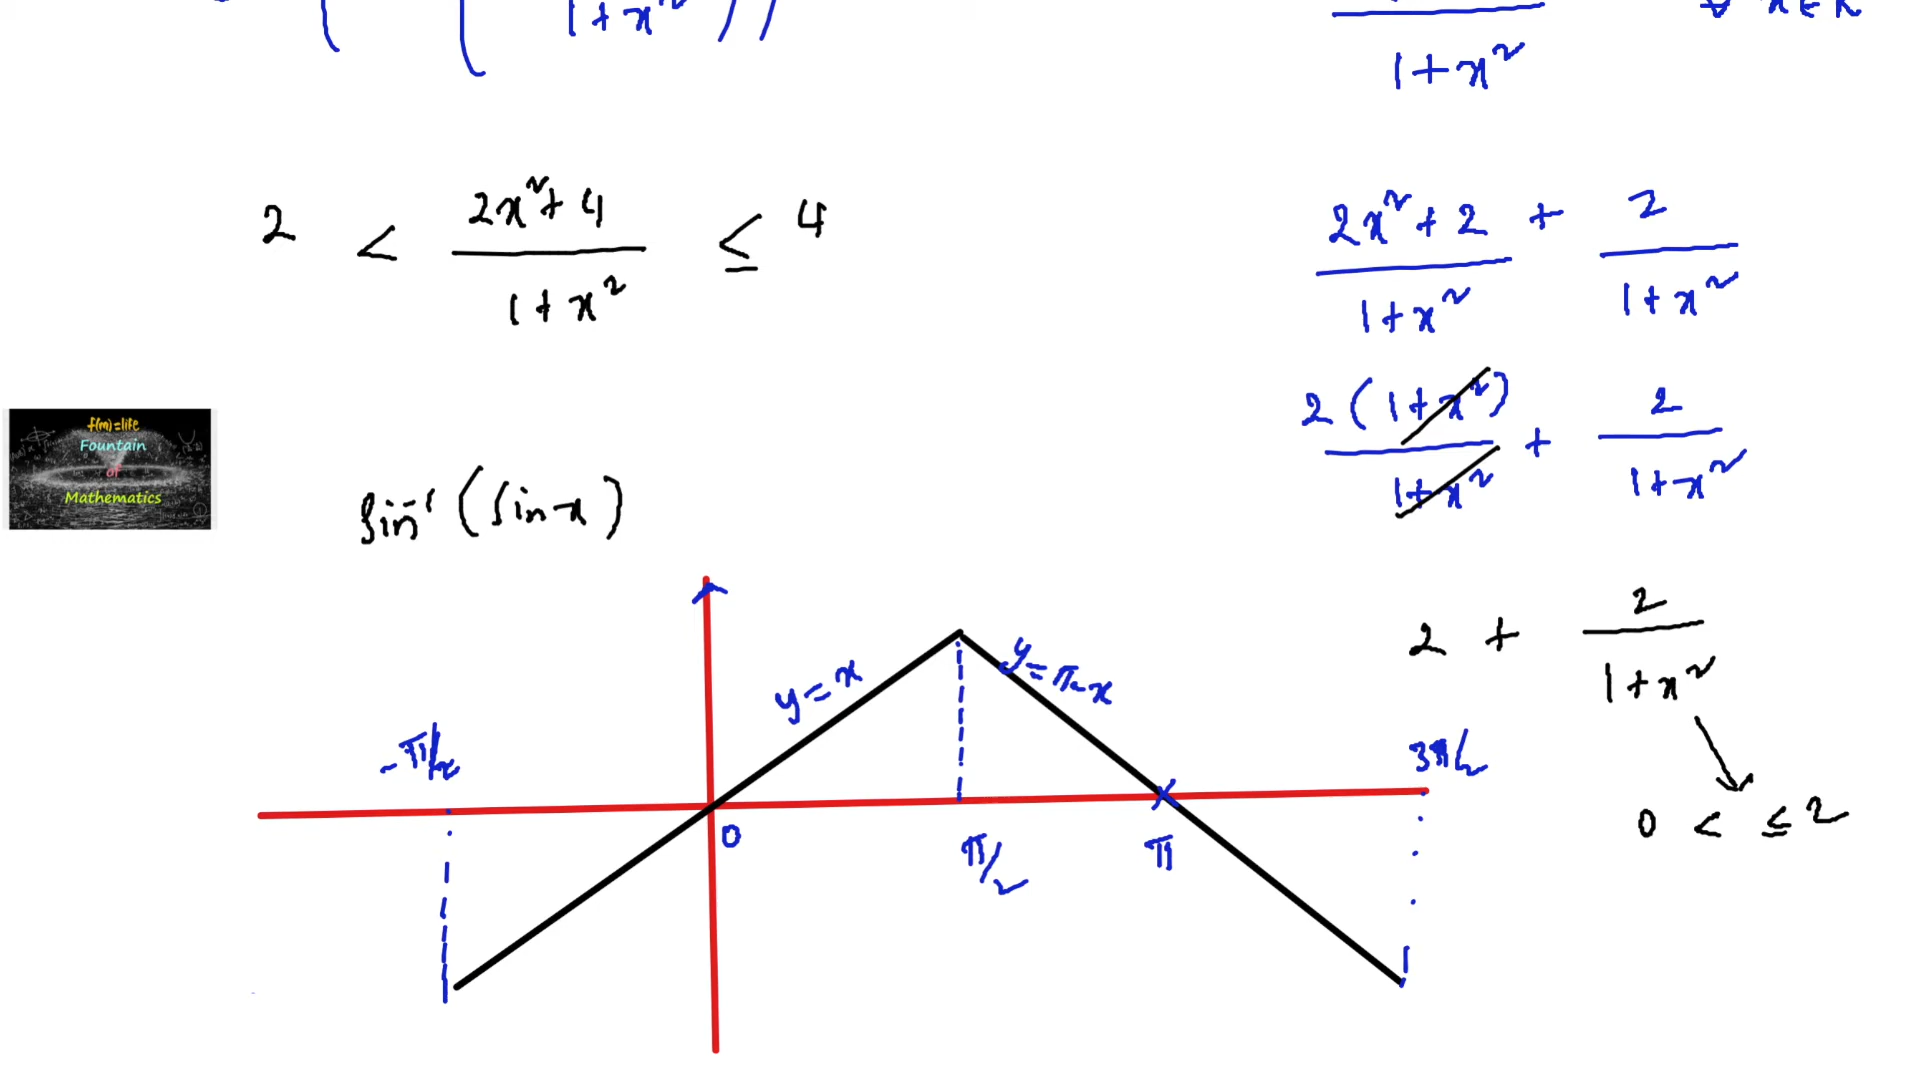 1+x²))
1+x²
2 < (2x²+4)/(1+x²) ≤ 4
(2x²+2)/(1+x²) + 2/(1+x²)
2(1+x²)/(1+x²) + 2/(1+x²)
f(m)=life
Fountain
of
Mathematics
sin⁻¹(sin x)
2 + 2/(1+x²)
y=x
y=π-x
-π/2
3π/2
0 < ≤ 2
0
π/2
π